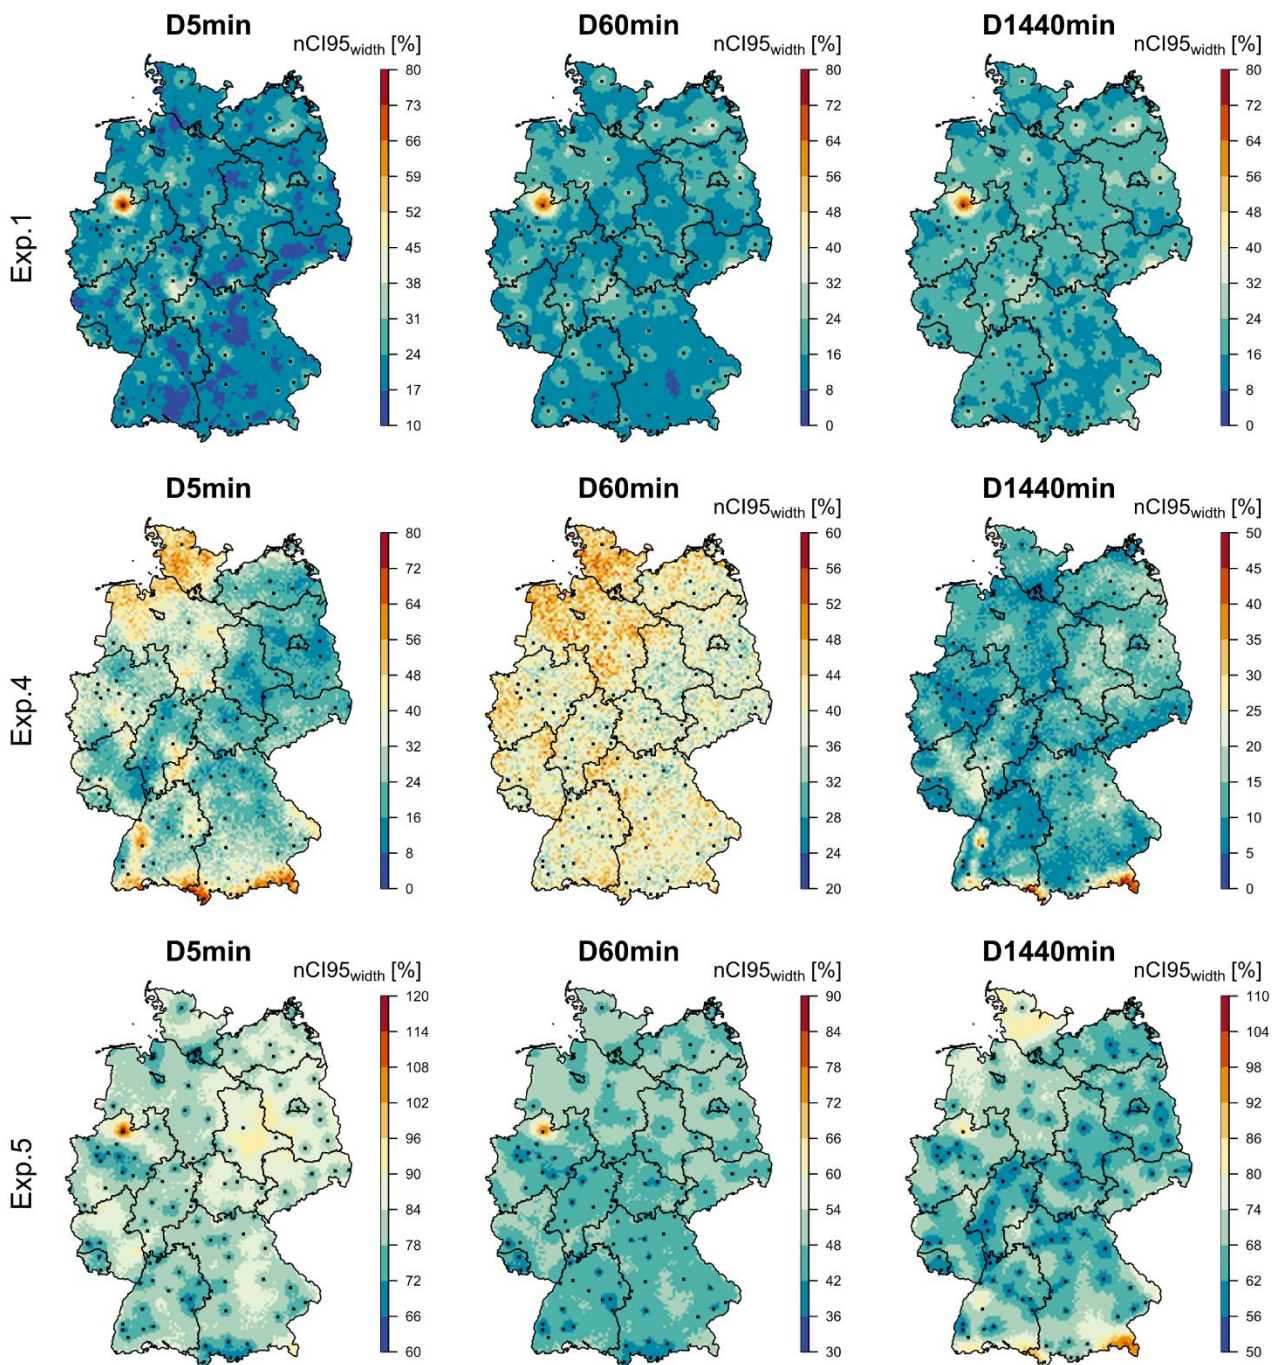 D5min D60min D1440min
nCI95width [%] nCI95width [%] nCI95width [%]
80 80 80
73 72 72
66 64 64
59 56 56
52 48 48
45 40 40
38 32 32
31 24 24
24 16 16
17 8 8
10 0 0
Exp.1
D5min D60min D1440min
nCI95width [%] nCI95width [%]
80 60 50
72 56 45
64 52 40
56 48 35
48 44 30
40 40 25
32 36 20
24 32 15
16 28 10
8 24 5
0 20 0
Exp.4
D5min D60min D1440min
nCI95width [%] nCI95width [%] nCI95width [%]
120 90 110
114 84 104
108 78 98
102 72 92
96 66 86
90 60 80
84 54 74
78 48 68
72 42 62
66 36 56
60 30 50
Exp.5